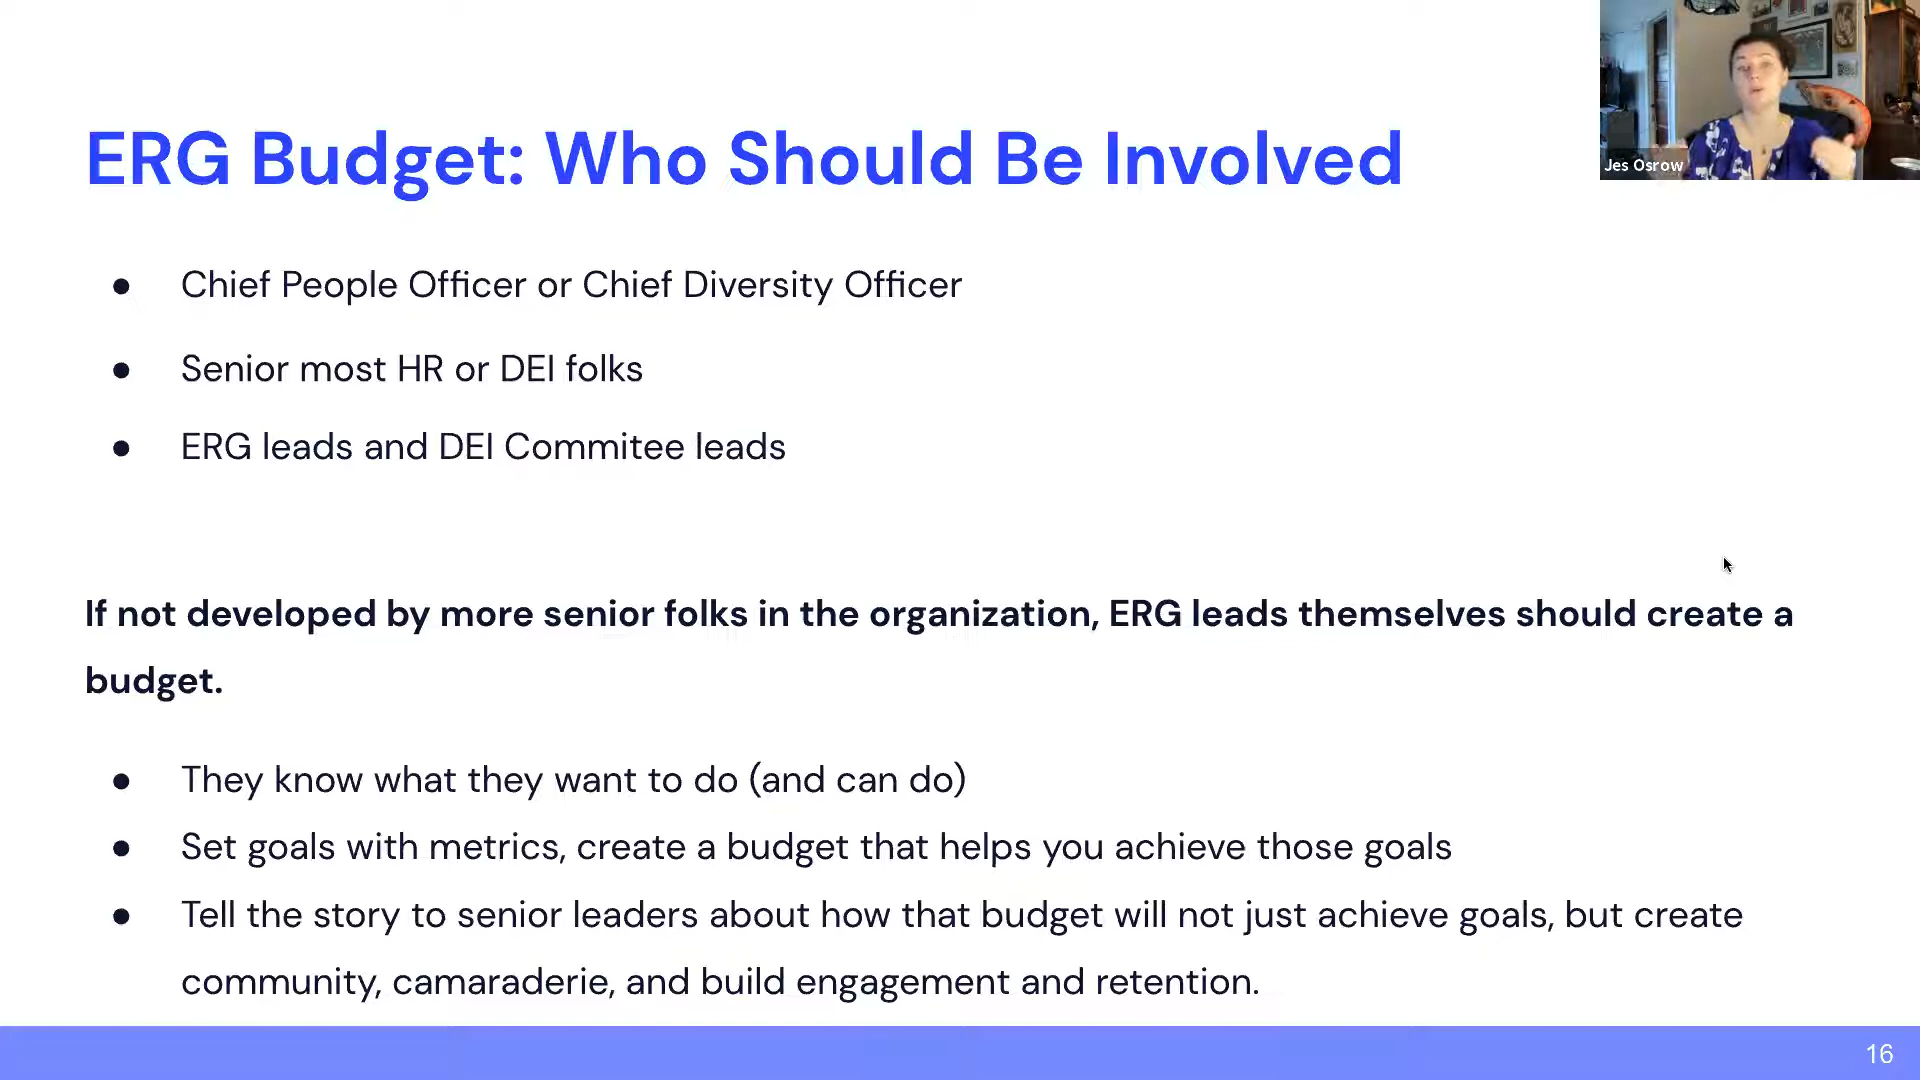 Jes Osrow
ERG Budget: Who Should Be Involved
● Chief People Officer or Chief Diversity Officer
● Senior most HR or DEI folks
● ERG leads and DEI Commitee leads
If not developed by more senior folks in the organization, ERG leads themselves should create a
budget.
● They know what they want to do (and can do)
● Set goals with metrics, create a budget that helps you achieve those goals
● Tell the story to senior leaders about how that budget will not just achieve goals, but create
community, camaraderie, and build engagement and retention.
16